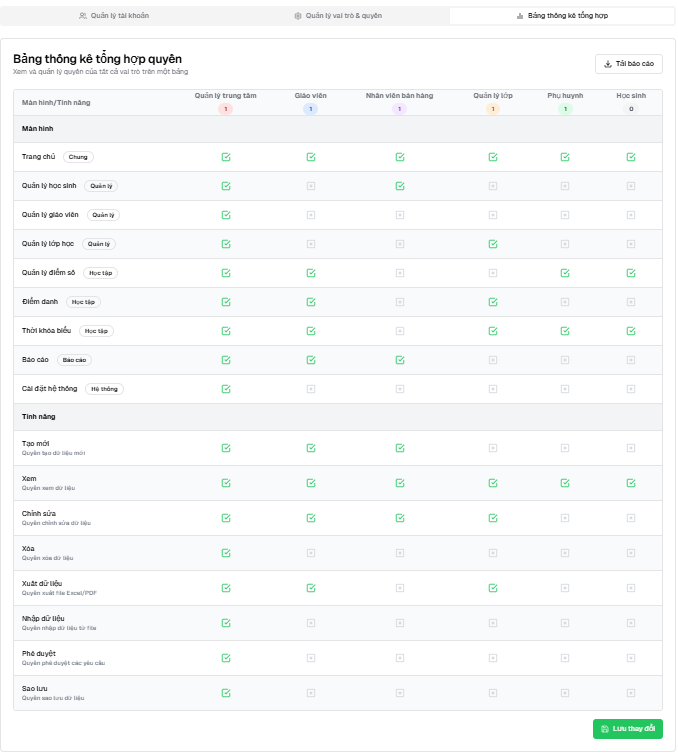 Quản lý tài khoản
Quản lý vai trò & quyền
Bảng thống kê tổng hợp
Bảng thống kê tổng hợp quyền
Xem và quản lý quyền của tất cả vai trò trên một bảng
Tải báo cáo
Màn hình/Tính năng
Quản lý trung tâm
Giáo viên
Nhân viên bán hàng
Quản lý lớp
Phụ huynh
Học sinh
1 1 1 1 1 0
Màn hình
Trang chủ Chung
Quản lý học sinh Quản lý
Quản lý giáo viên Quản lý
Quản lý lớp học Quản lý
Quản lý điểm số Học tập
Điểm danh Học tập
Thời khóa biểu Học tập
Báo cáo Báo cáo
Cài đặt hệ thống Hệ thống
Tính năng
Tạo mới
Quyền tạo dữ liệu mới
Xem
Quyền xem dữ liệu
Chỉnh sửa
Quyền chỉnh sửa dữ liệu
Xóa
Quyền xóa dữ liệu
Xuất dữ liệu
Quyền xuất file Excel/PDF
Nhập dữ liệu
Quyền nhập dữ liệu từ file
Phê duyệt
Quyền phê duyệt các yêu cầu
Sao lưu
Quyền sao lưu dữ liệu
Lưu thay đổi